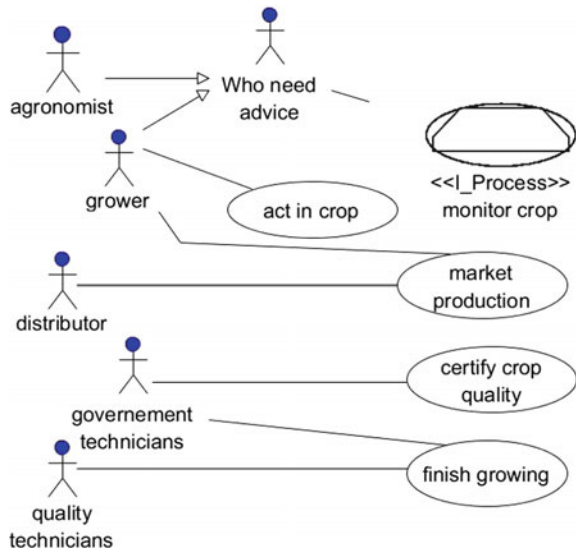 agronomist
Who need
advice
grower
<<I_Process>>
monitor crop
act in crop
market
production
distributor
certify crop
quality
governement
technicians
finish growing
quality
technicians